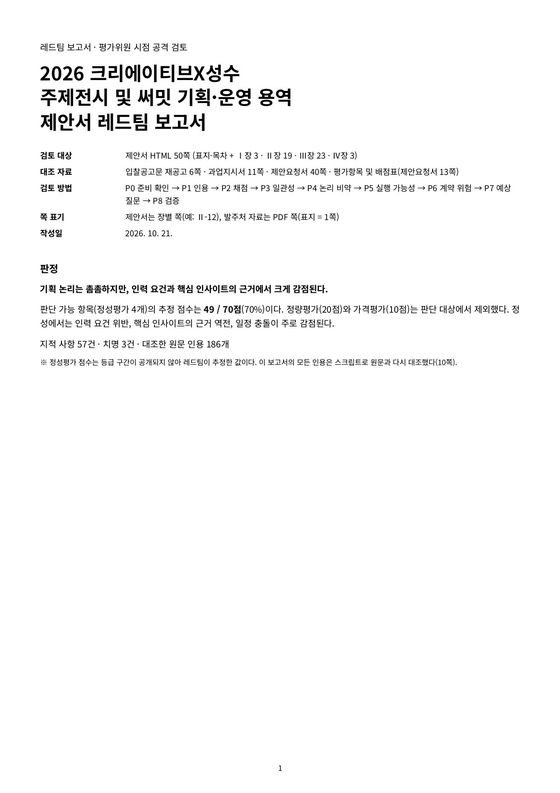 레드팀 보고서 · 평가위원 시점 공격 검토
2026 크리에이티브X성수
주제전시 및 써밋 기획·운영 용역
제안서 레드팀 보고서
검토 대상 제안서 HTML 50쪽 (표지·목차 + Ⅰ장 3 · Ⅱ장 19 · Ⅲ장 23 · Ⅳ장 3)
대조 자료 입찰공고문 재공고 6쪽 · 과업지시서 11쪽 · 제안요청서 40쪽 · 평가항목 및 배점표(제안요청서 13쪽)
검토 방법 P0 준비 확인 → P1 인용 → P2 채점 → P3 일관성 → P4 논리 비약 → P5 실행 가능성 → P6 계약 위험 → P7 예상
질문 → P8 검증
쪽 표기 제안서는 장별 쪽(예: Ⅱ-12), 발주처 자료는 PDF 쪽(표지 = 1쪽)
작성일 2026. 10. 21.
판정
기획 논리는 촘촘하지만, 인력 요건과 핵심 인사이트의 근거에서 크게 감점된다.
판단 가능 항목(정성평가 4개)의 추정 점수는 49 / 70점(70%)이다. 정량평가(20점)와 가격평가(10점)는 판단 대상에서 제외했다. 정
성에서는 인력 요건 위반, 핵심 인사이트의 근거 역전, 일정 충돌이 주로 감점된다.
지적 사항 57건 · 치명 3건 · 대조한 원문 인용 186개
※ 정성평가 점수는 등급 구간이 공개되지 않아 레드팀이 추정한 값이다. 이 보고서의 모든 인용은 스크립트로 원문과 다시 대조했다(10쪽).
1